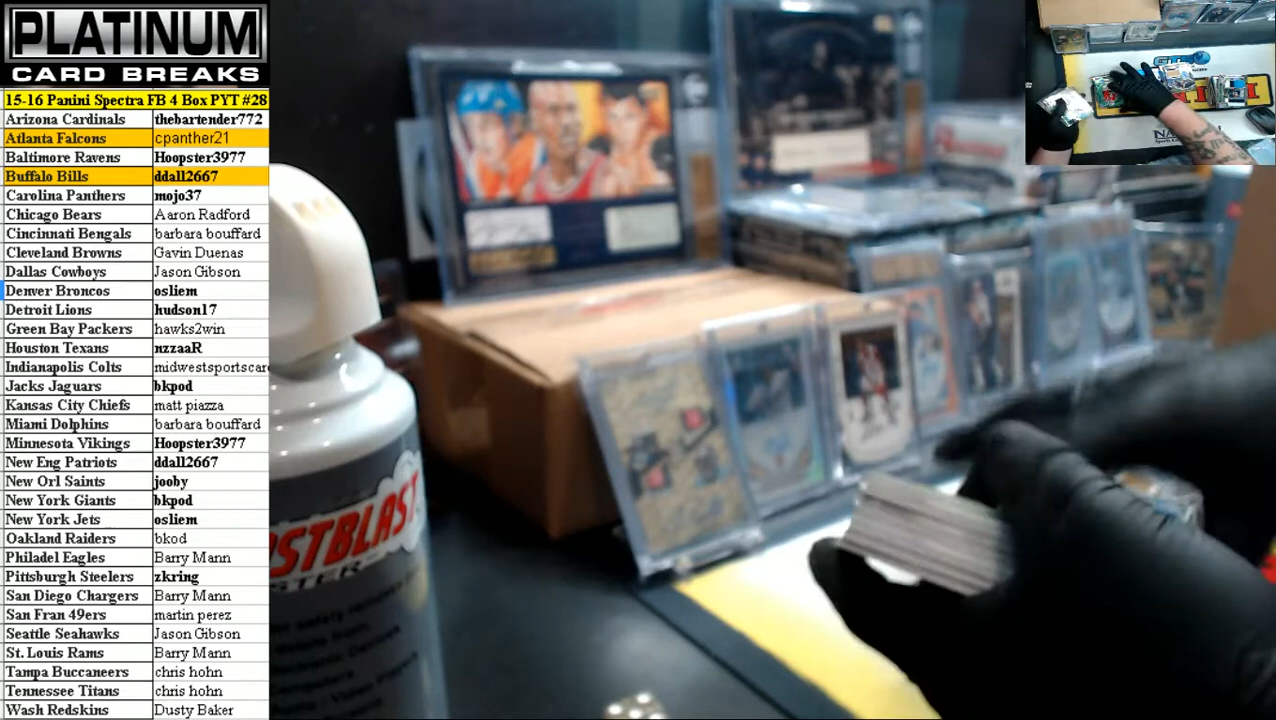 PLATINUM
CARD BREAKS
15-16 Panini Spectra FB 4 Box PYT #28
Arizona Cardinals thebartender772
Atlanta Falcons cpanther21
Baltimore Ravens Hoopster3977
Buffalo Bills ddall2667
Carolina Panthers mojo37
Chicago Bears Aaron Radford
Cincinnati Bengals barbara bouffard
Cleveland Browns Gavin Duenas
Dallas Cowboys Jason Gibson
Denver Broncos osliem
Detroit Lions hudson17
Green Bay Packers hawks2win
Houston Texans nzzaaR
Indianapolis Colts midwestsportscar
Jacks Jaguars bkpod
Kansas City Chiefs matt piazza
Miami Dolphins barbara bouffard
Minnesota Vikings Hoopster3977
New Eng Patriots ddall2667
New Orl Saints jooby
New York Giants bkpod
New York Jets osliem
Oakland Raiders bkod
Philadel Eagles Barry Mann
Pittsburgh Steelers zkring
San Diego Chargers Barry Mann
San Fran 49ers martin perez
Seattle Seahawks Jason Gibson
St. Louis Rams Barry Mann
Tampa Buccaneers chris hohn
Tennessee Titans chris hohn
Wash Redskins Dusty Baker
STBLAST
STER